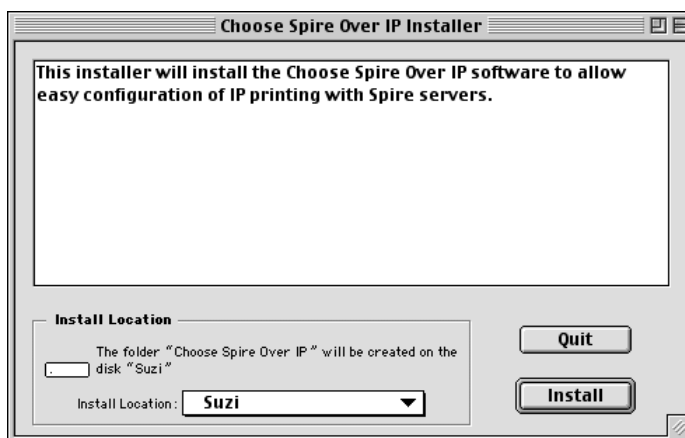 Choose Spire Over IP Installer
This installer will install the Choose Spire Over IP software to allow
easy configuration of IP printing with Spire servers.
Install Location
The folder “Choose Spire Over IP” will be created on the
disk “Suzi”
Install Location: Suzi
Quit
Install